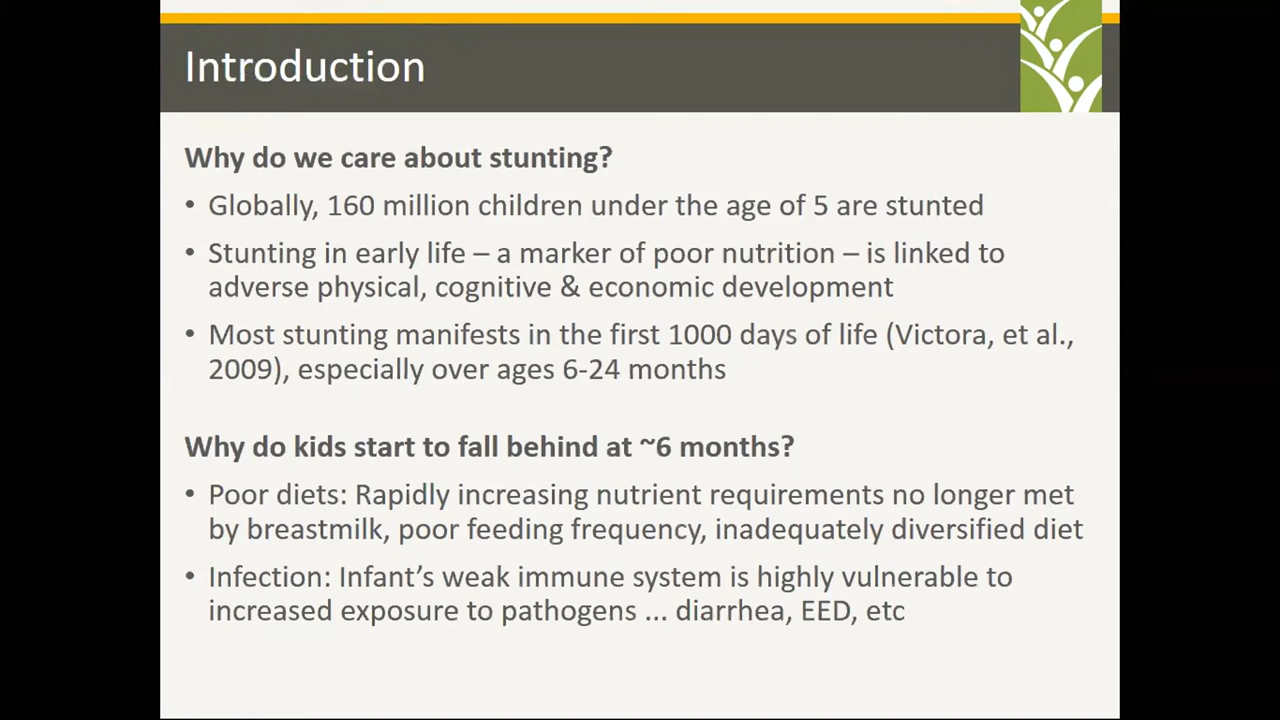 Introduction
Why do we care about stunting?
• Globally, 160 million children under the age of 5 are stunted
• Stunting in early life – a marker of poor nutrition – is linked to
adverse physical, cognitive & economic development
• Most stunting manifests in the first 1000 days of life (Victora, et al.,
2009), especially over ages 6-24 months
Why do kids start to fall behind at ~6 months?
• Poor diets: Rapidly increasing nutrient requirements no longer met
by breastmilk, poor feeding frequency, inadequately diversified diet
• Infection: Infant’s weak immune system is highly vulnerable to
increased exposure to pathogens ... diarrhea, EED, etc